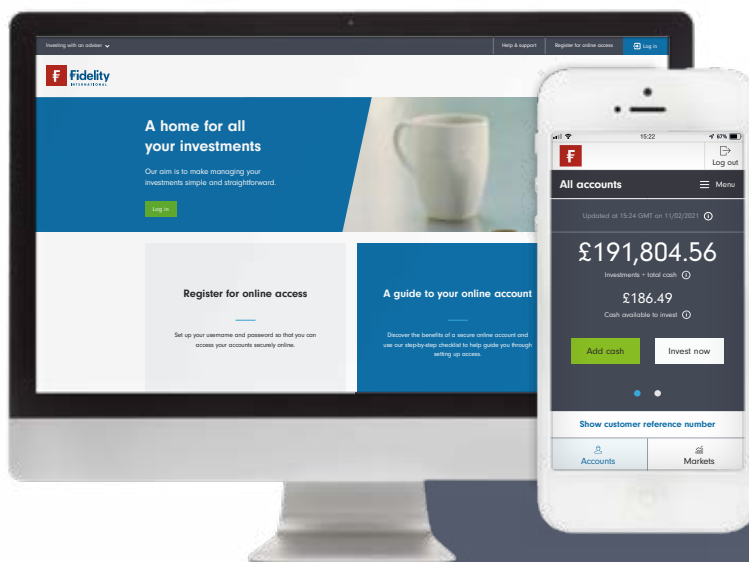 Investing with an adviser
Help & support
Register for online access
Log in
Fidelity
INTERNATIONAL
A home for all
your investments
Our aim is to make managing your
investments simple and straightforward.
Log in
Register for online access
Set up your username and password so that you can
access your accounts securely online.
A guide to your online account
Discover the benefits of a secure online account and
use our step-by-step checklist to help guide you through
setting up access.
15:22
67%
Log out
All accounts
Menu
Updated at 15:24 GMT on 11/02/2021
£191,804.56
Investments + total cash
£186.49
Cash available to invest
Add cash
Invest now
Show customer reference number
Accounts
Markets